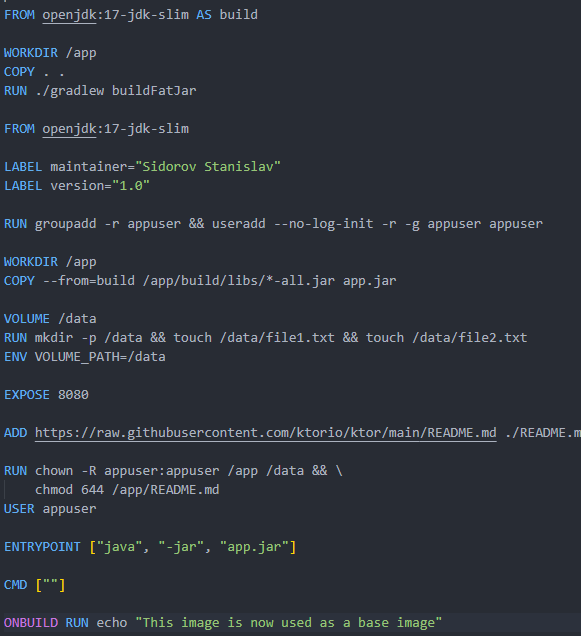 FROM openjdk:17-jdk-slim AS build
WORKDIR /app
COPY . .
RUN ./gradlew buildFatJar
FROM openjdk:17-jdk-slim
LABEL maintainer="Sidorov Stanislav"
LABEL version="1.0"
RUN groupadd -r appuser && useradd --no-log-init -r -g appuser appuser
WORKDIR /app
COPY --from=build /app/build/libs/*-all.jar app.jar
VOLUME /data
RUN mkdir -p /data && touch /data/file1.txt && touch /data/file2.txt
ENV VOLUME_PATH=/data
EXPOSE 8080
ADD https://raw.githubusercontent.com/ktorio/ktor/main/README.md ./README.m
RUN chown -R appuser:appuser /app /data && \
chmod 644 /app/README.md
USER appuser
ENTRYPOINT ["java", "-jar", "app.jar"]
CMD [""]
ONBUILD RUN echo "This image is now used as a base image"